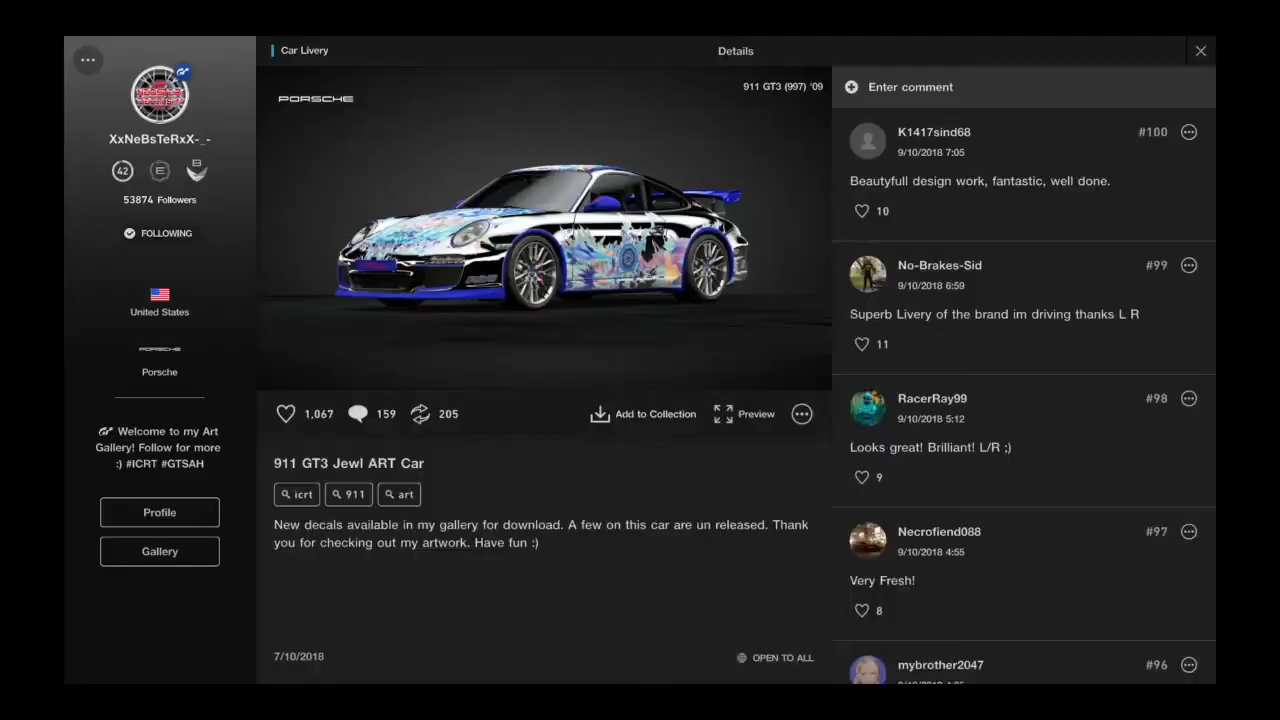 Car Livery
Details
XxNeBsTeRxX-_-
42
E
B
53874 Followers
FOLLOWING
United States
PORSCHE
Porsche
Welcome to my Art
Gallery! Follow for more
:) #ICRT #GTSAH
Profile
Gallery
PORSCHE
911 GT3 (997) '09
1,067
159
205
Add to Collection
Preview
911 GT3 Jewl ART Car
icrt
911
art
New decals available in my gallery for download. A few on this car are un released. Thank
you for checking out my artwork. Have fun :)
7/10/2018
OPEN TO ALL
Enter comment
K1417sind68
#100
9/10/2018 7:05
Beautyfull design work, fantastic, well done.
10
No-Brakes-Sid
#99
9/10/2018 6:59
Superb Livery of the brand im driving thanks L R
11
RacerRay99
#98
9/10/2018 5:12
Looks great! Brilliant! L/R ;)
9
Necrofiend088
#97
9/10/2018 4:55
Very Fresh!
8
mybrother2047
#96